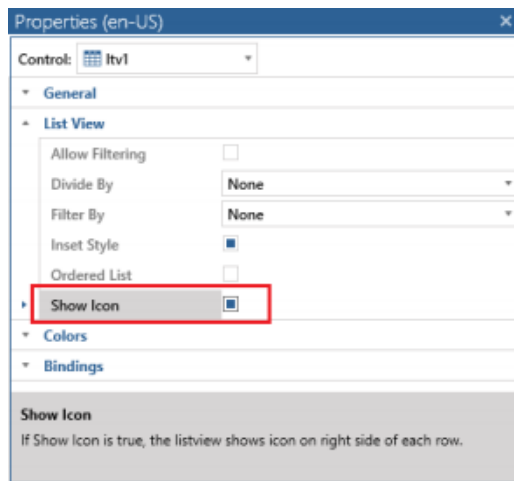 Properties (en-US)
Control: ltv1
General
List View
Allow Filtering
Divide By None
Filter By None
Inset Style
Ordered List
Show Icon
Colors
Bindings
Show Icon
If Show Icon is true, the listview shows icon on right side of each row.